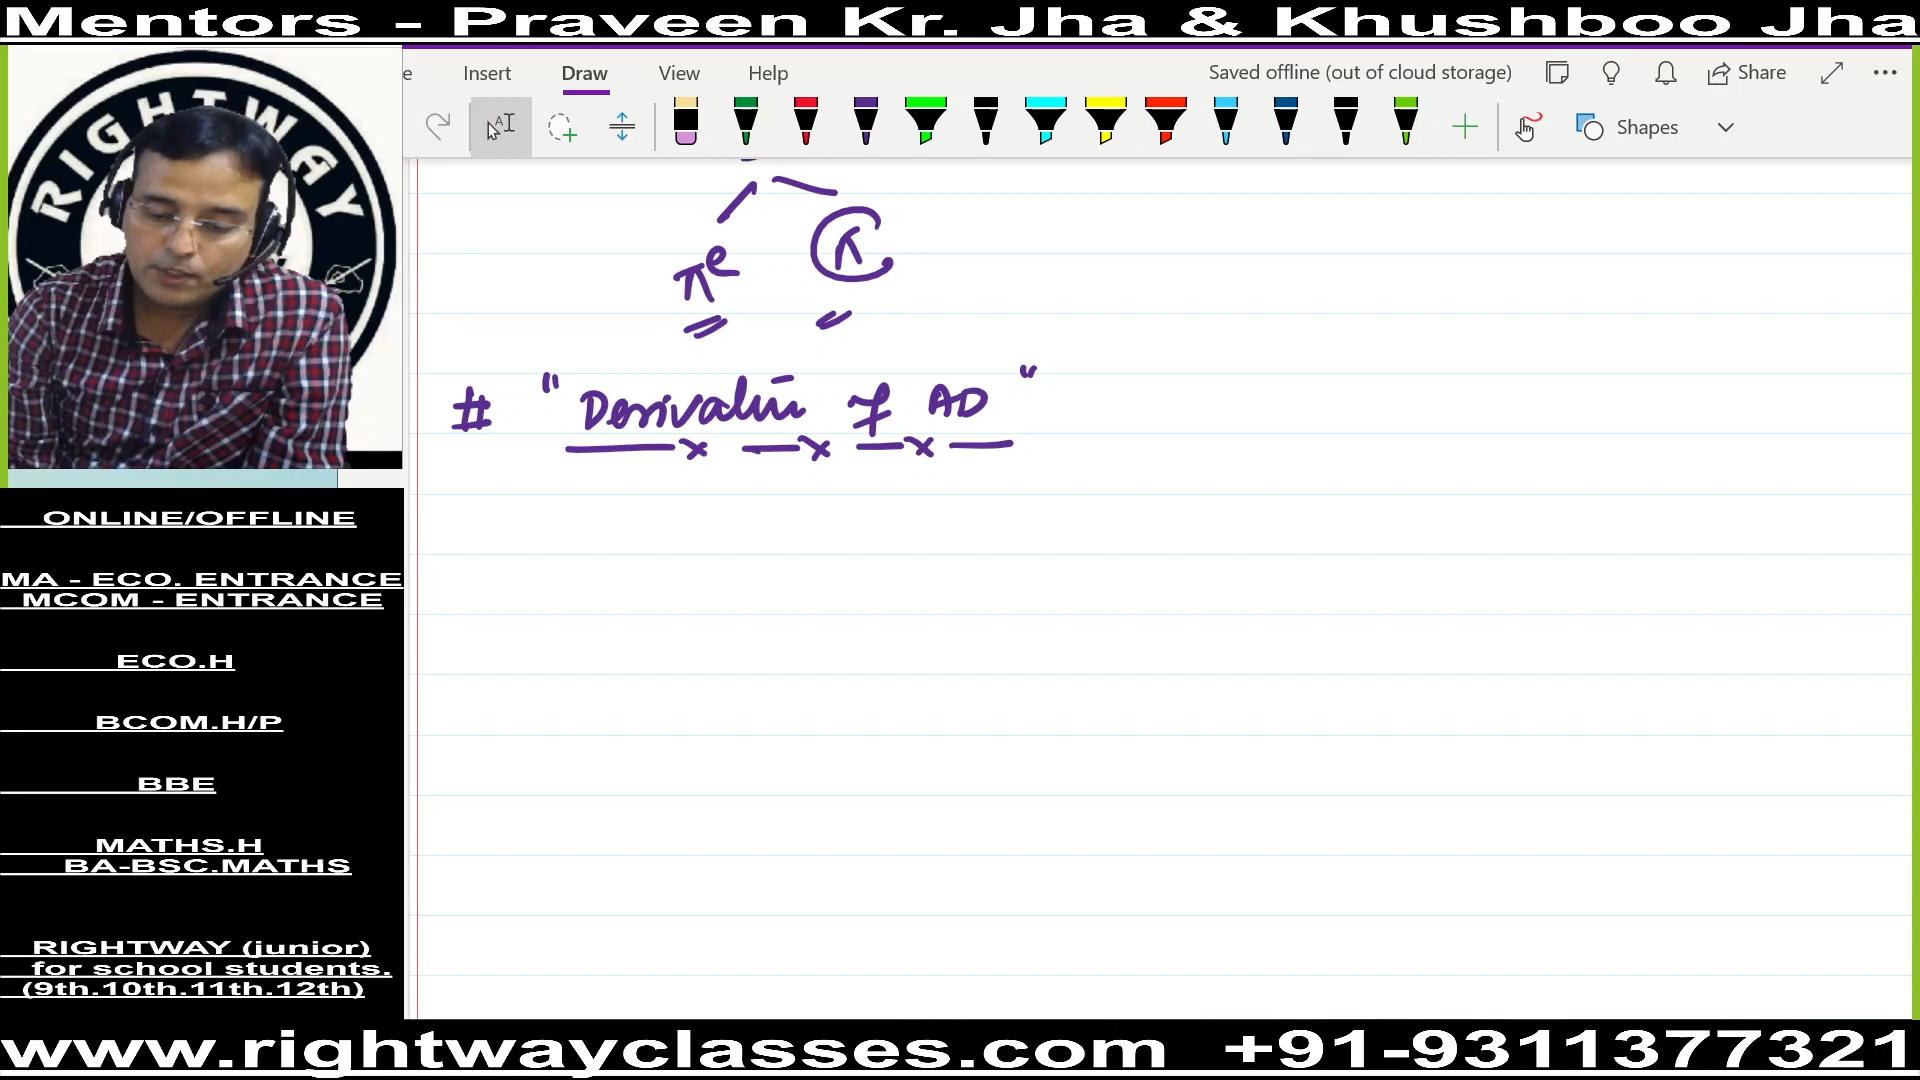 Mentors - Praveen Kr. Jha & Khushboo Jha
RIGHTWAY
Insert Draw View Help Saved offline (out of cloud storage) Share
Shapes
π^e π
# "Derivation of AD"
ONLINE/OFFLINE
MA - ECO. ENTRANCE
MCOM - ENTRANCE
ECO.H
BCOM.H/P
BBE
MATHS.H
BA-BSC.MATHS
RIGHTWAY (junior)
for school students.
(9th.10th.11th.12th)
www.rightwayclasses.com +91-9311377321